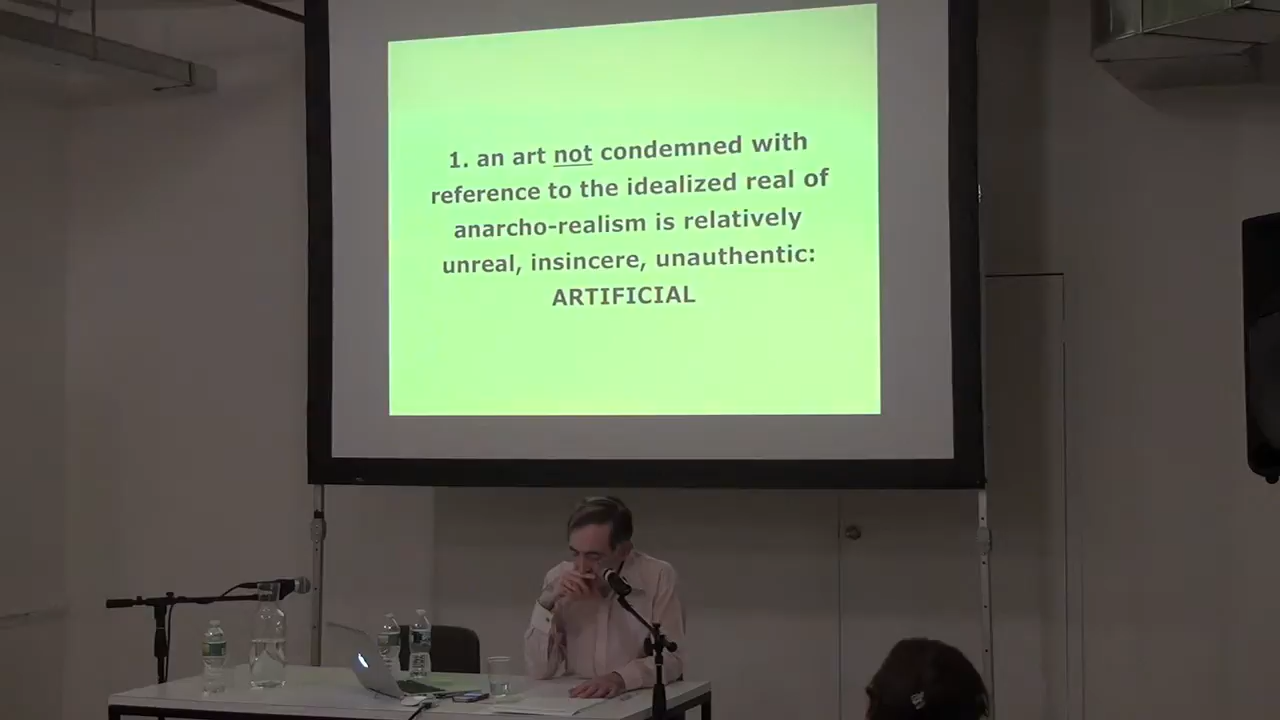 1. an art not condemned with
reference to the idealized real of
anarcho-realism is relatively
unreal, insincere, unauthentic:
ARTIFICIAL